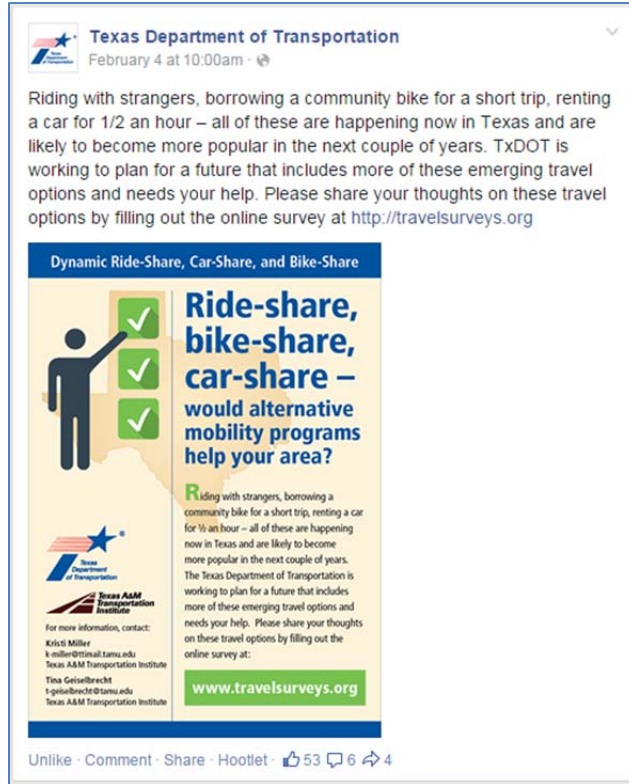 Texas Department of Transportation
February 4 at 10:00am ·
Riding with strangers, borrowing a community bike for a short trip, renting
a car for 1/2 an hour – all of these are happening now in Texas and are
likely to become more popular in the next couple of years. TxDOT is
working to plan for a future that includes more of these emerging travel
options and needs your help. Please share your thoughts on these travel
options by filling out the online survey at http://travelsurveys.org
Dynamic Ride-Share, Car-Share, and Bike-Share
Ride-share,
bike-share,
car-share –
would alternative
mobility programs
help your area?
Riding with strangers, borrowing a
community bike for a short trip, renting a car
for ½ an hour – all of these are happening
now in Texas and are likely to become
more popular in the next couple of years.
The Texas Department of Transportation is
working to plan for a future that includes
more of these emerging travel options and
needs your help. Please share your thoughts
on these travel options by filling out the
online survey at:
www.travelsurveys.org
Texas
Department
of Transportation
Texas A&M
Transportation
Institute
For more information, contact:
Kristi Miller
k-miller@ttimail.tamu.edu
Texas A&M Transportation Institute
Tina Geiselbrecht
t-geiselbrecht@tamu.edu
Texas A&M Transportation Institute
Unlike · Comment · Share · Hootlet · 53 6 4